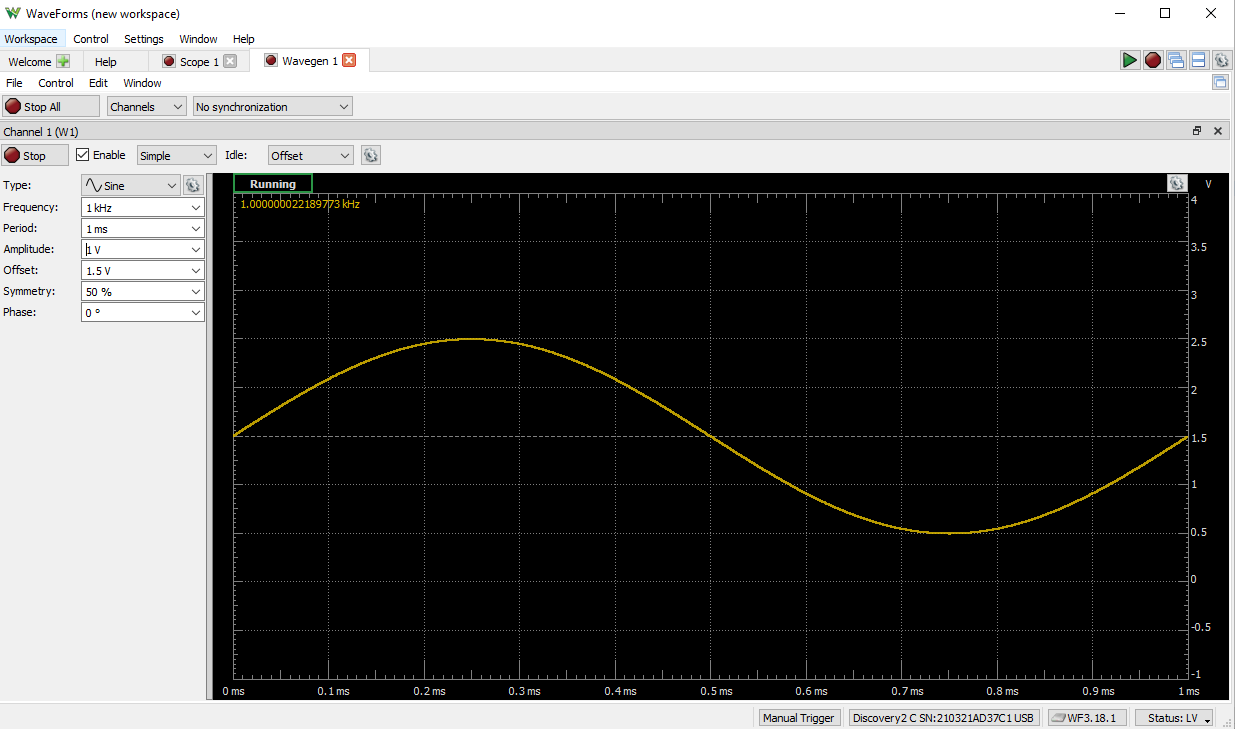 WaveForms (new workspace)
Workspace Control Settings Window Help
Welcome Help Scope 1 Wavegen 1
File Control Edit Window
Stop All Channels No synchronization
Channel 1 (W1)
Stop Enable Simple Idle: Offset
Type: Sine
Frequency: 1 kHz
Period: 1 ms
Amplitude: 1 V
Offset: 1.5 V
Symmetry: 50 %
Phase: 0 °
Running V
1.000000022189773 kHz
4
3.5
3
2.5
2
1.5
1
0.5
0
-0.5
-1
0 ms 0.1 ms 0.2 ms 0.3 ms 0.4 ms 0.5 ms 0.6 ms 0.7 ms 0.8 ms 0.9 ms 1 ms
Manual Trigger Discovery2 C SN:210321AD37C1 USB WF3.18.1 Status: LV